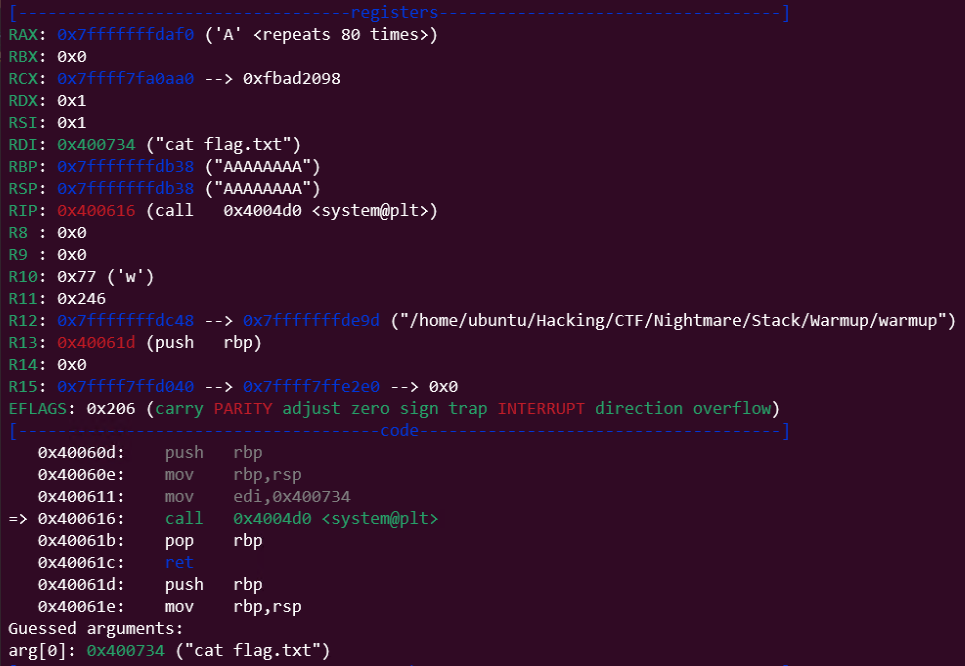 [----------------------------------registers-----------------------------------]
RAX: 0x7fffffffdaf0 ('A' <repeats 80 times>)
RBX: 0x0
RCX: 0x7ffff7fa0aa0 --> 0xfbad2098
RDX: 0x1
RSI: 0x1
RDI: 0x400734 ("cat flag.txt")
RBP: 0x7fffffffdb38 ("AAAAAAAA")
RSP: 0x7fffffffdb38 ("AAAAAAAA")
RIP: 0x400616 (call   0x4004d0 <system@plt>)
R8 : 0x0
R9 : 0x0
R10: 0x77 ('w')
R11: 0x246
R12: 0x7fffffffdc48 --> 0x7fffffffde9d ("/home/ubuntu/Hacking/CTF/Nightmare/Stack/Warmup/warmup")
R13: 0x40061d (push   rbp)
R14: 0x0
R15: 0x7ffff7ffd040 --> 0x7ffff7ffe2e0 --> 0x0
EFLAGS: 0x206 (carry PARITY adjust zero sign trap INTERRUPT direction overflow)
[-------------------------------------code-------------------------------------]
   0x40060d:    push   rbp
   0x40060e:    mov    rbp,rsp
   0x400611:    mov    edi,0x400734
=> 0x400616:    call   0x4004d0 <system@plt>
   0x40061b:    pop    rbp
   0x40061c:    ret
   0x40061d:    push   rbp
   0x40061e:    mov    rbp,rsp
Guessed arguments:
arg[0]: 0x400734 ("cat flag.txt")